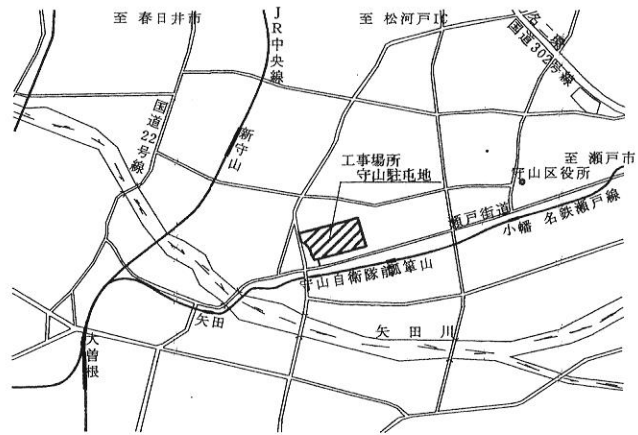 至 春日井市
JR中央線
至 松河戸IC
名二環
国道302号線
国道22号線
新守山
工事場所
守山駐屯地
至 瀬戸市
守山区役所
瀬戸街道
小幡
名鉄瀬戸線
守山自衛隊前
瓢箪山
矢田
矢田川
大曽根